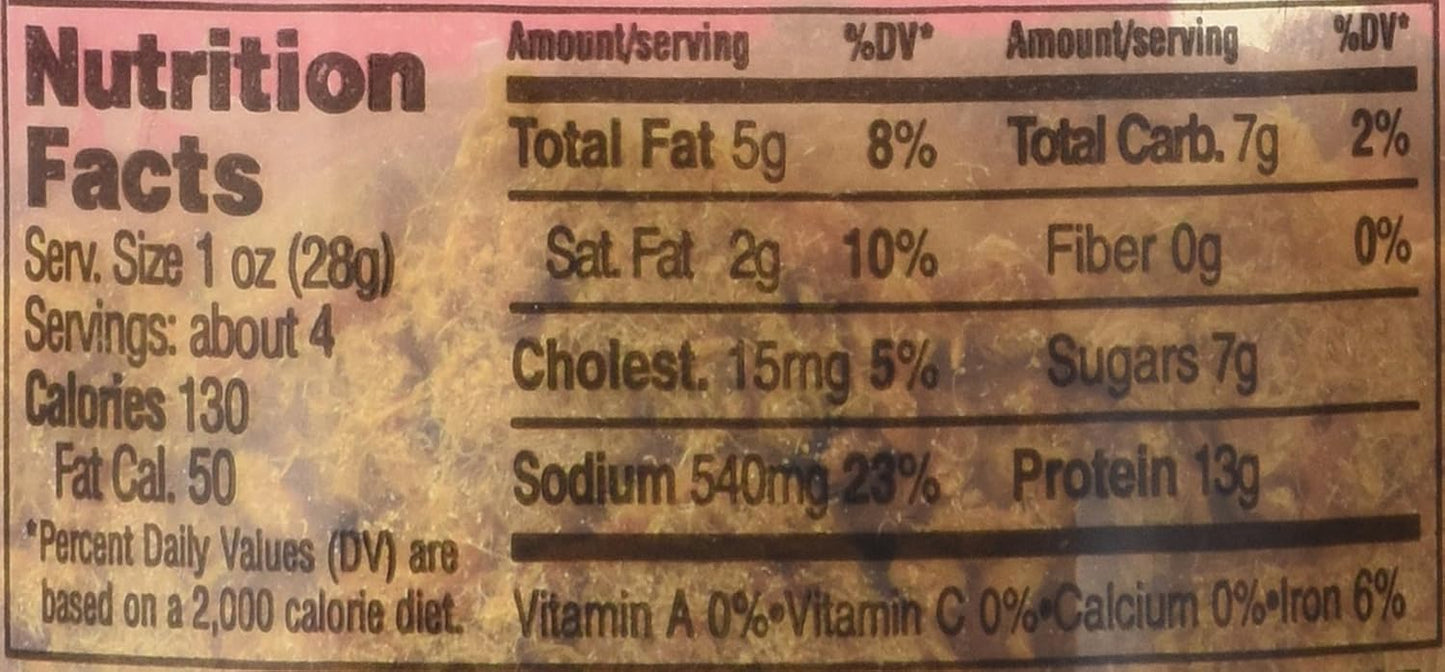 Nutrition
Facts
Serv. Size 1 oz (28g)
Servings: about 4
Calories 130
Fat Cal. 50
*Percent Daily Values (DV) are
based on a 2,000 calorie diet.
Amount/serving %DV* Amount/serving %DV*
Total Fat 5g 8% Total Carb. 7g 2%
Sat. Fat 2g 10% Fiber 0g 0%
Cholest. 15mg 5% Sugars 7g
Sodium 540mg 23% Protein 13g
Vitamin A 0%•Vitamin C 0%•Calcium 0%•Iron 6%